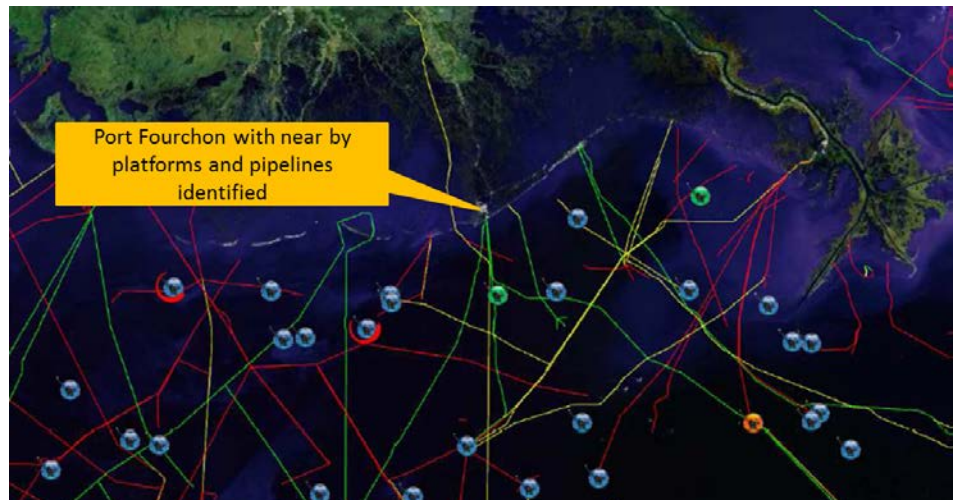 Port Fourchon with near by
platforms and pipelines
identified